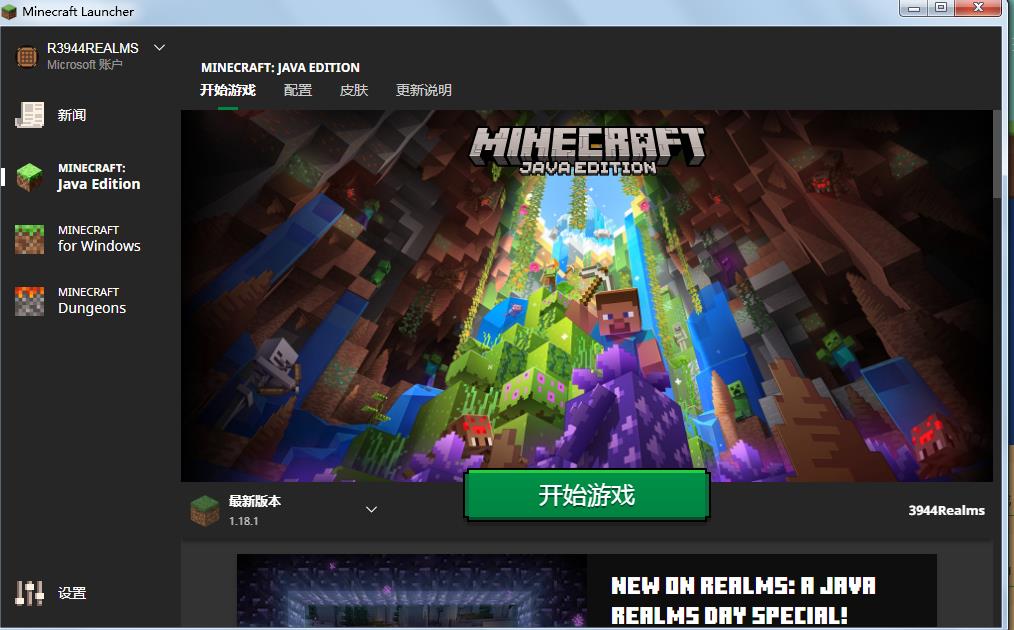 Minecraft Launcher
R3944REALMS
Microsoft 账户
新闻
MINECRAFT:
Java Edition
MINECRAFT
for Windows
MINECRAFT
Dungeons
设置
MINECRAFT: JAVA EDITION
开始游戏 配置 皮肤 更新说明
MINECRAFT
JAVA EDITION
最新版本
1.18.1
开始游戏
3944Realms
NEW ON REALMS: A JAVA
REALMS DAY SPECIAL!